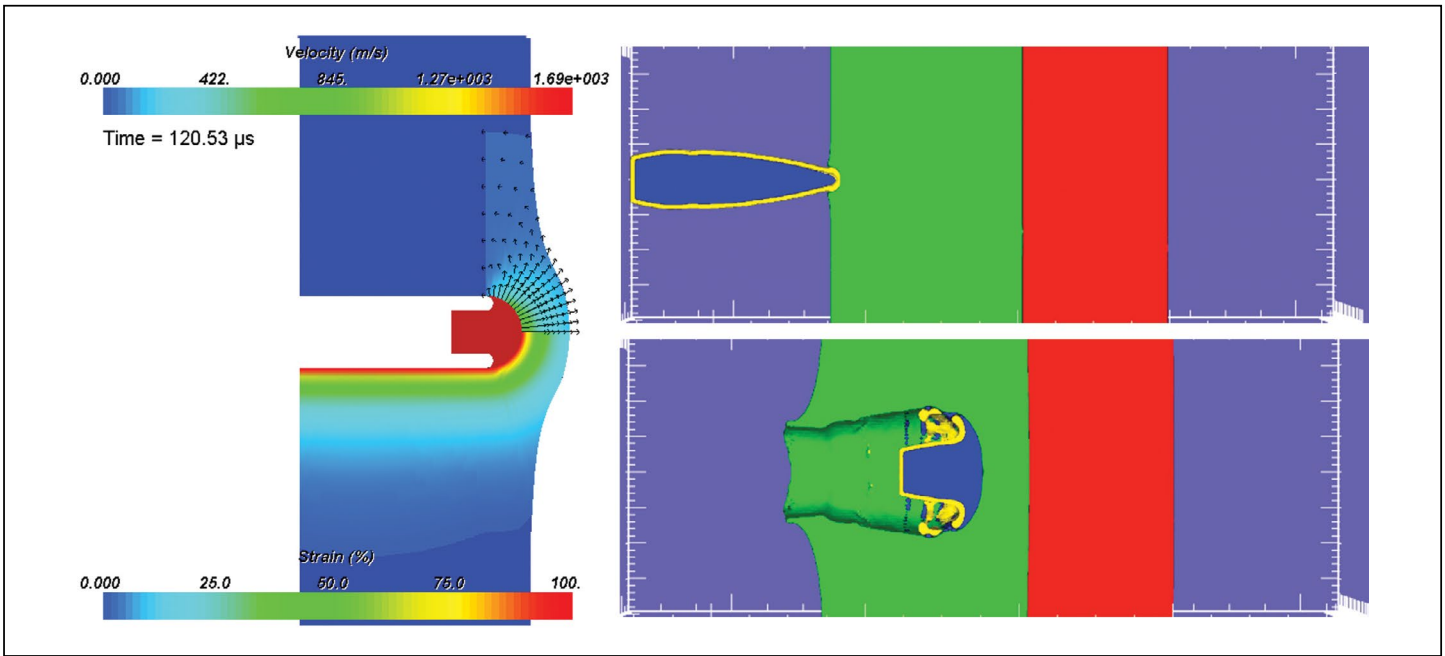 Velocity (m/s)
0.000 422. 845. 1.27e+003 1.69e+003
Time = 120.53 µs
Strain (%)
0.000 25.0 50.0 75.0 100.